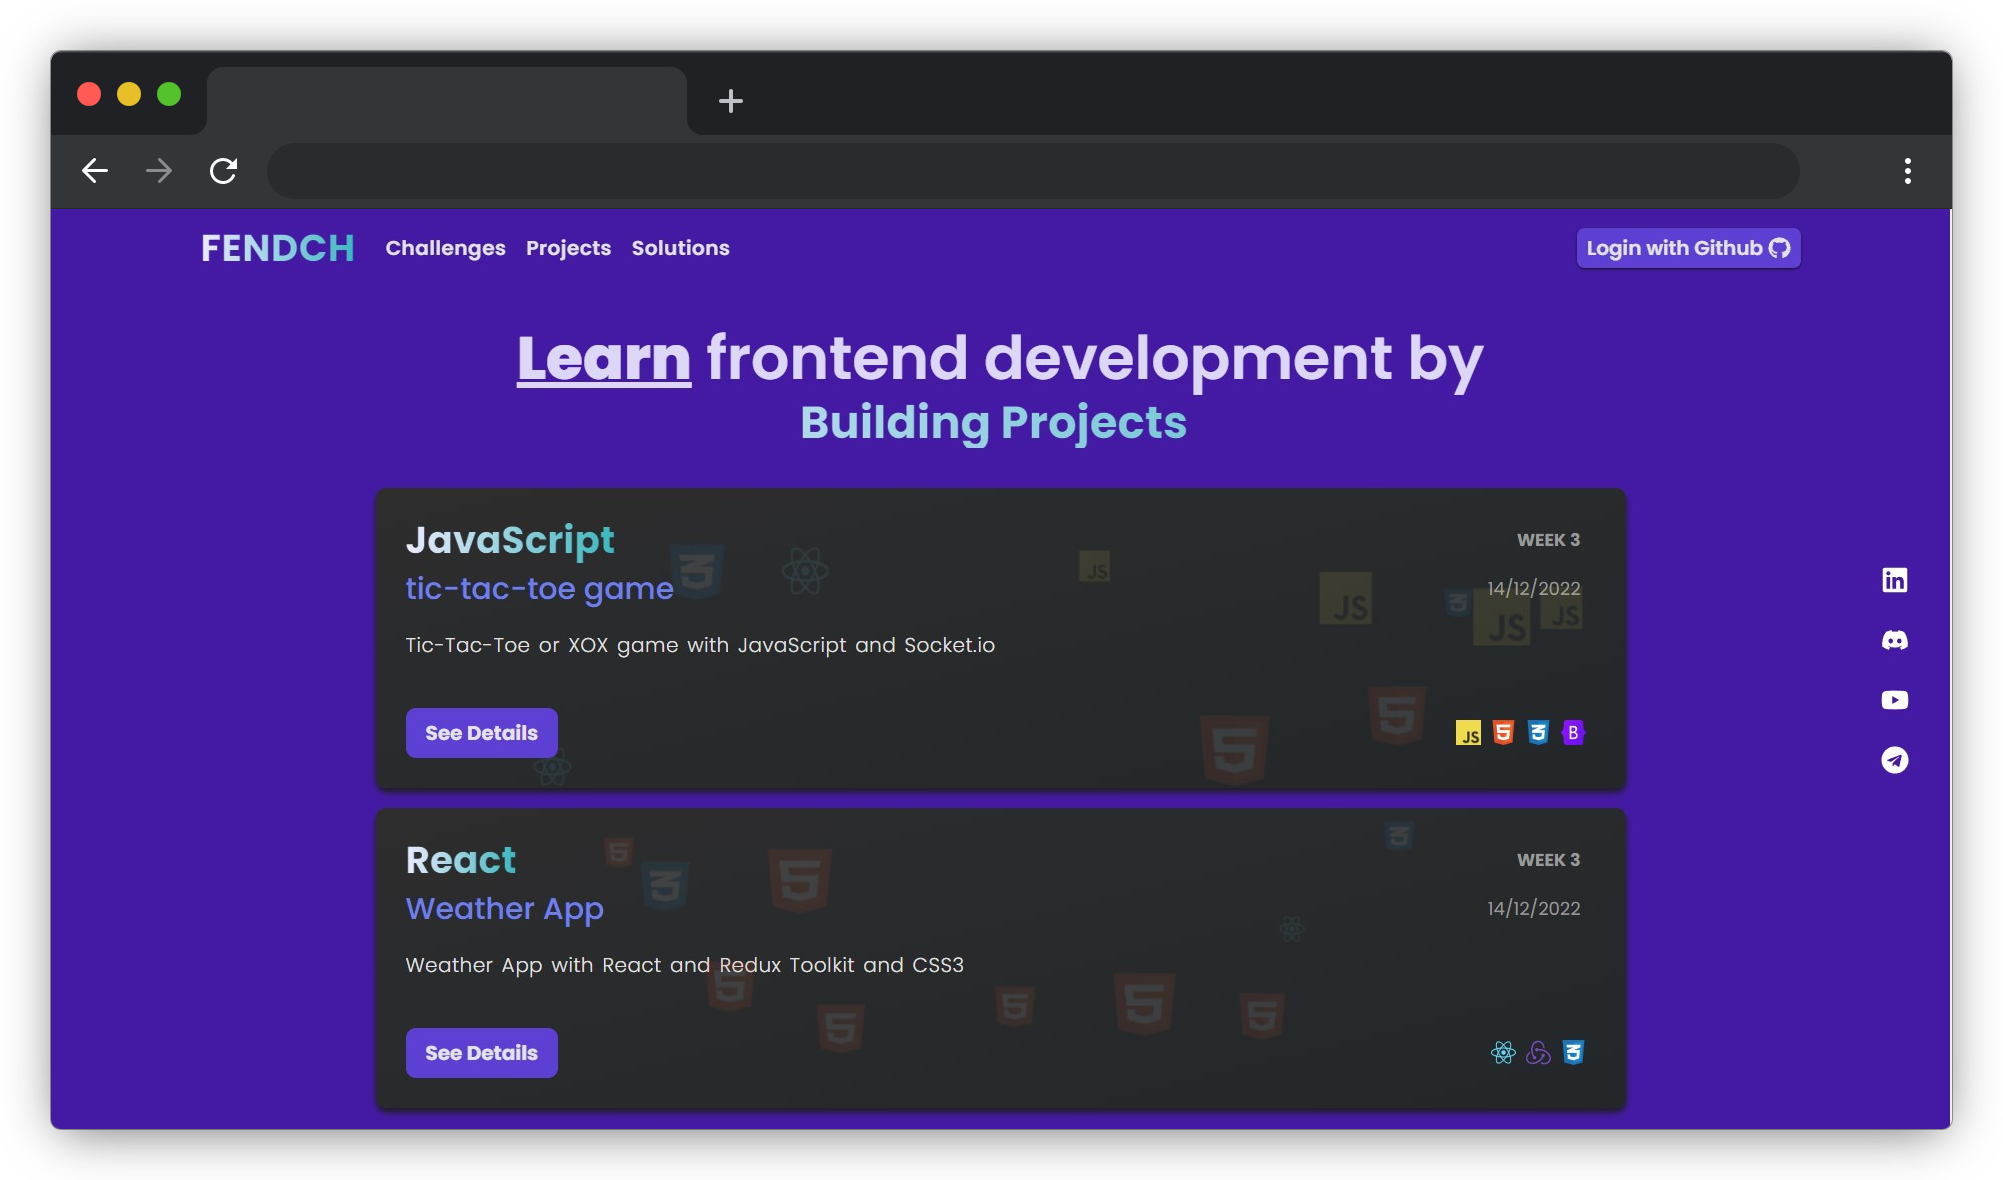 FENDCH Challenges Projects Solutions Login with Github
Learn frontend development by
Building Projects
JavaScript WEEK 3
tic-tac-toe game 14/12/2022
Tic-Tac-Toe or XOX game with JavaScript and Socket.io
See Details
React WEEK 3
Weather App 14/12/2022
Weather App with React and Redux Toolkit and CSS3
See Details